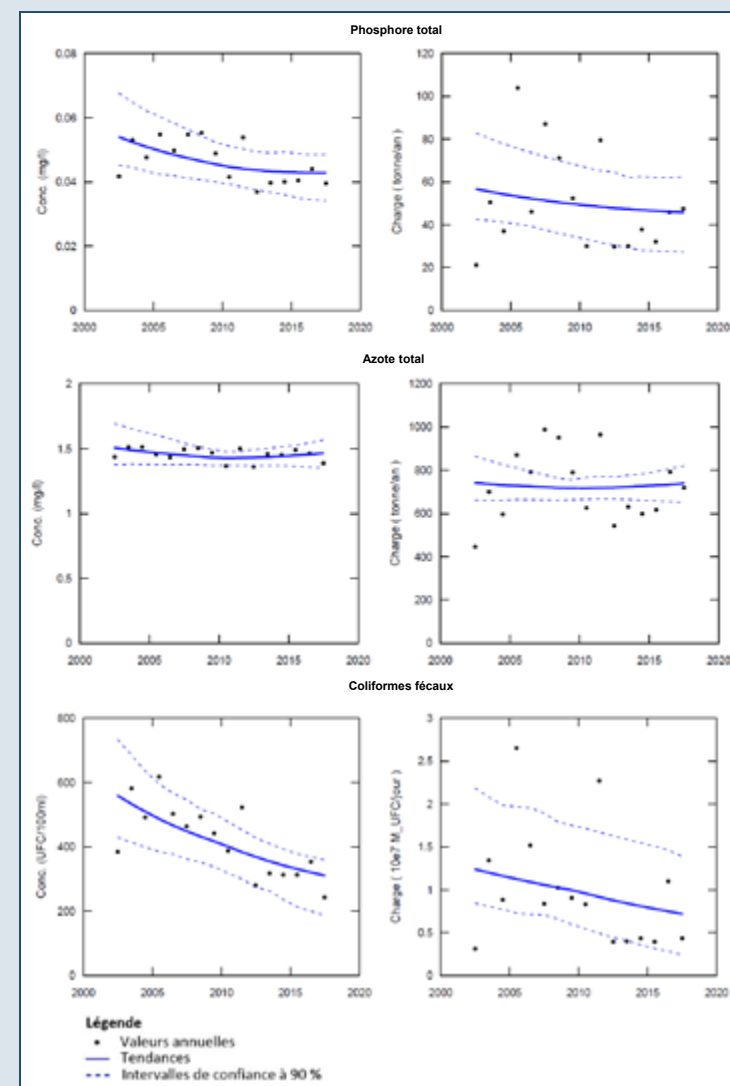 Phosphore total
0.08
0.06
0.04
0.02
0
Conc. (mg/l)
2000 2005 2010 2015 2020
120
100
80
60
40
20
0
Charge ( tonne/an )
2000 2005 2010 2015 2020
Azote total
2
1.5
1
0.5
0
Conc. (mg/l)
2000 2005 2010 2015 2020
1200
1000
800
600
400
200
0
Charge ( tonne/an )
2000 2005 2010 2015 2020
Coliformes fécaux
800
600
400
200
0
Conc. (UFC/100ml)
2000 2005 2010 2015 2020
3
2.5
2
1.5
1
0.5
0
Charge ( 10e7 M_UFC/jour )
2000 2005 2010 2015 2020
Légende
Valeurs annuelles
Tendances
Intervalles de confiance à 90 %